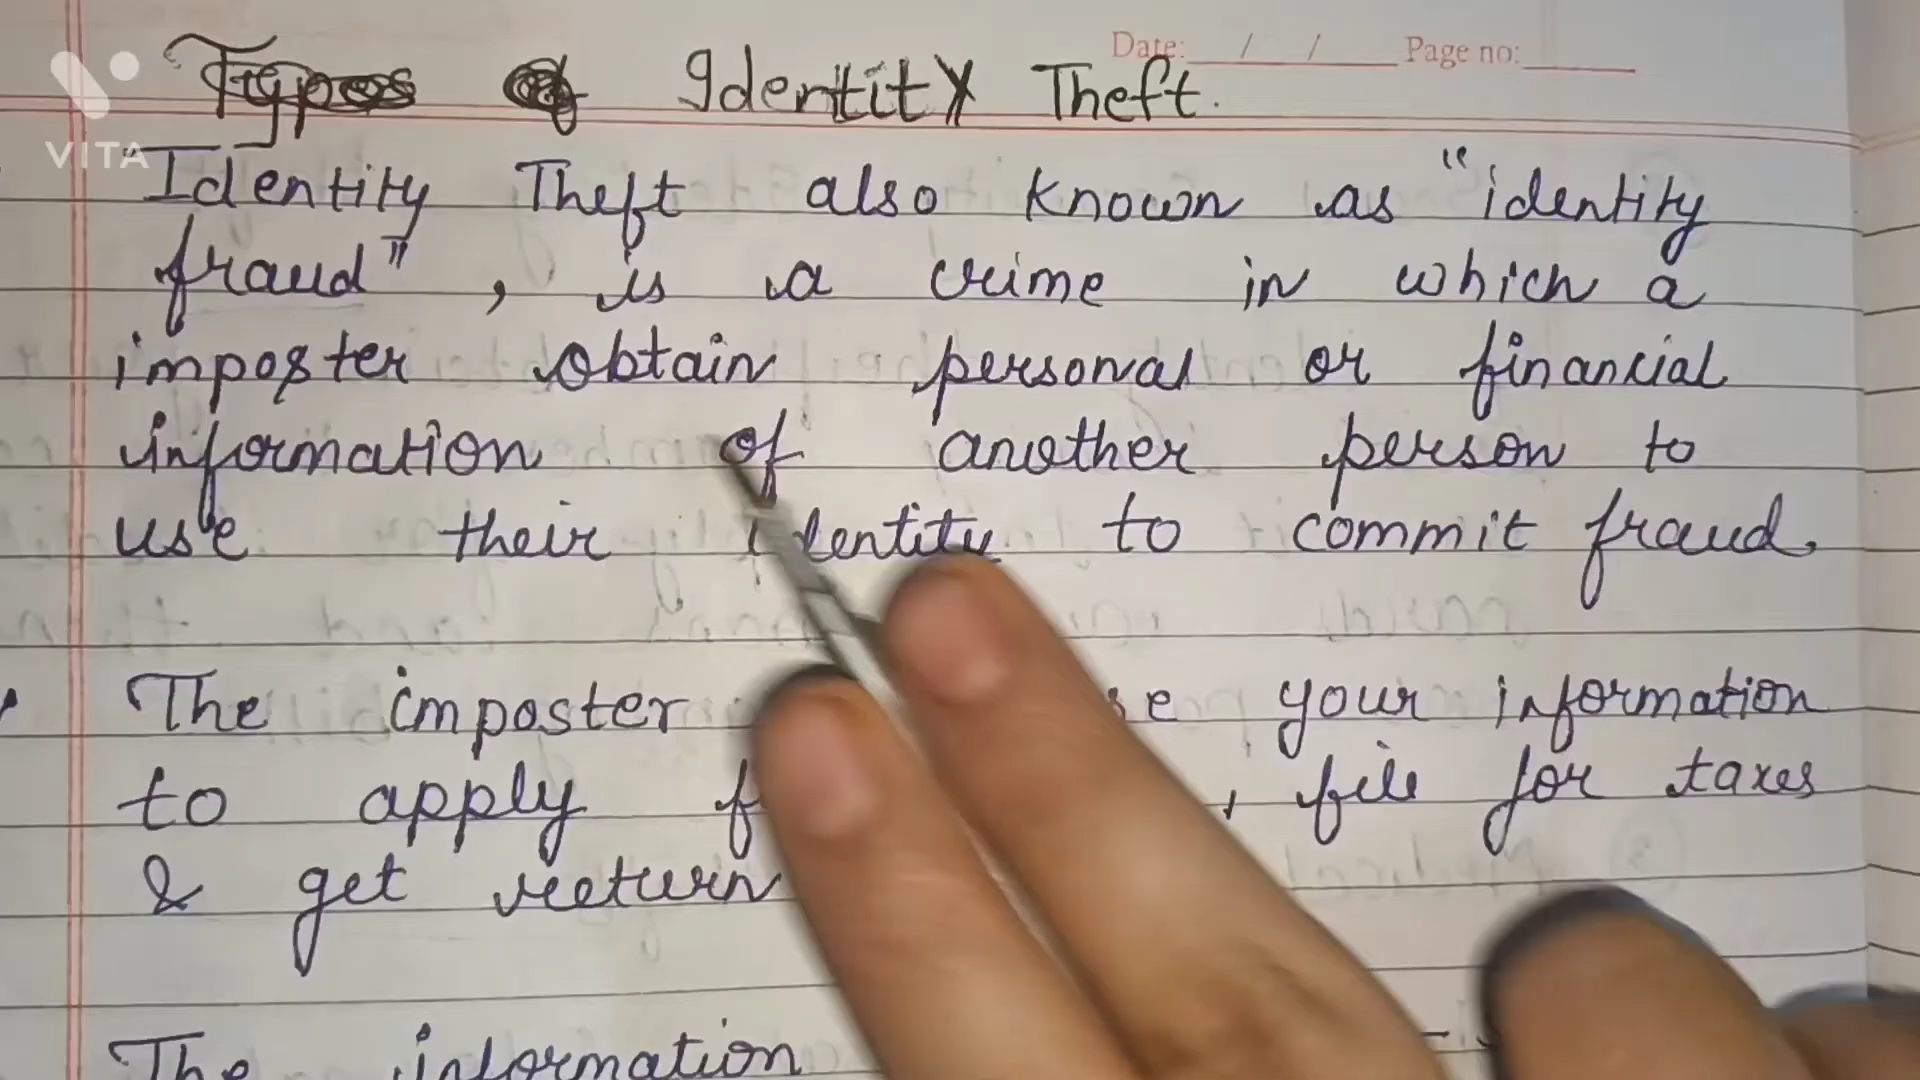 Date: / / Page no:
Types of Identity Theft.
VITA
Identity Theft also known as "identity
fraud", is a crime in which a
imposter obtain personal or financial
information of another person to
use their identity to commit fraud.
The imposter your information
to apply , file for taxes
& get return
The information